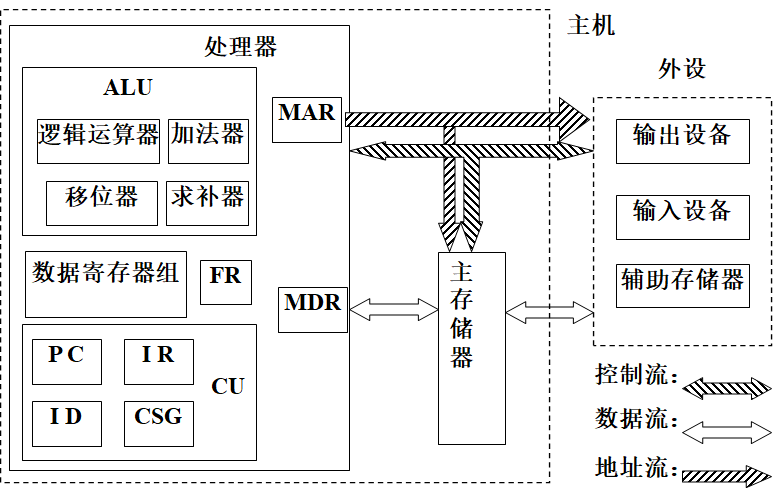 主机
处理器
外设
ALU
MAR
逻辑运算器
加法器
输出设备
移位器
求补器
输入设备
数据寄存器组
FR
主存储器
辅助存储器
MDR
P C
I R
CU
控制流：
I D
CSG
数据流：
地址流：